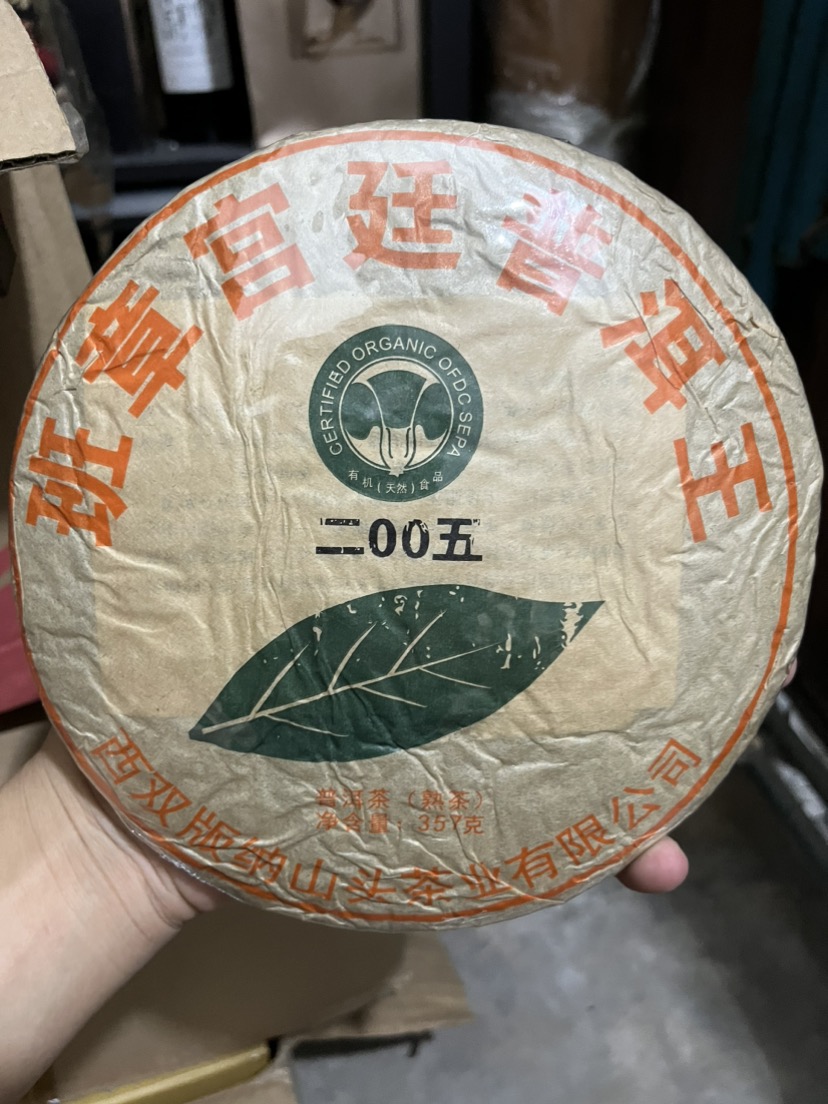 班章宫廷普洱王
CERTIFIED ORGANIC OFDC SEPA
有机(天然)食品
二00五
普洱茶（熟茶）
净含量：357克
西双版纳山头茶业有限公司